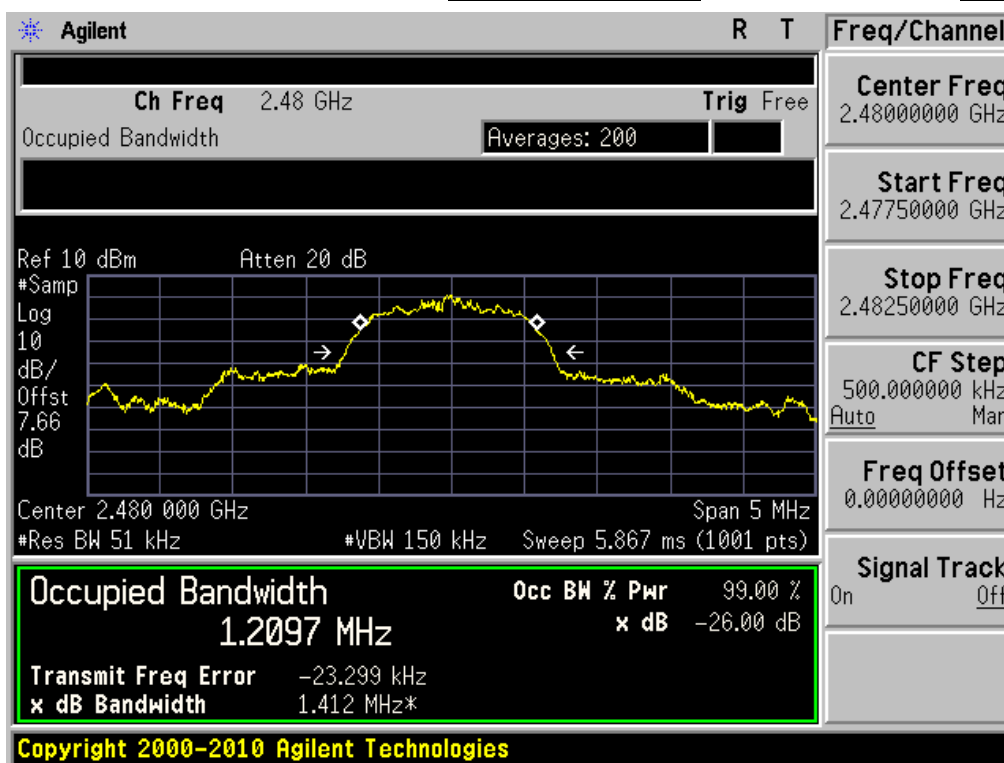 Agilent R T Freq/Channel
Ch Freq 2.48 GHz Trig Free
Occupied Bandwidth Averages: 200
Center Freq
2.48000000 GHz
Start Freq
2.47750000 GHz
Stop Freq
2.48250000 GHz
CF Step
500.000000 kHz
Auto Man
Freq Offset
0.00000000 Hz
Signal Track
On Off
Ref 10 dBm Atten 20 dB
#Samp
Log
10
dB/
Offst
7.66
dB
Center 2.480 000 GHz Span 5 MHz
#Res BW 51 kHz #VBW 150 kHz Sweep 5.867 ms (1001 pts)
Occupied Bandwidth Occ BW % Pwr 99.00 %
1.2097 MHz x dB -26.00 dB
Transmit Freq Error -23.299 kHz
x dB Bandwidth 1.412 MHz*
Copyright 2000-2010 Agilent Technologies